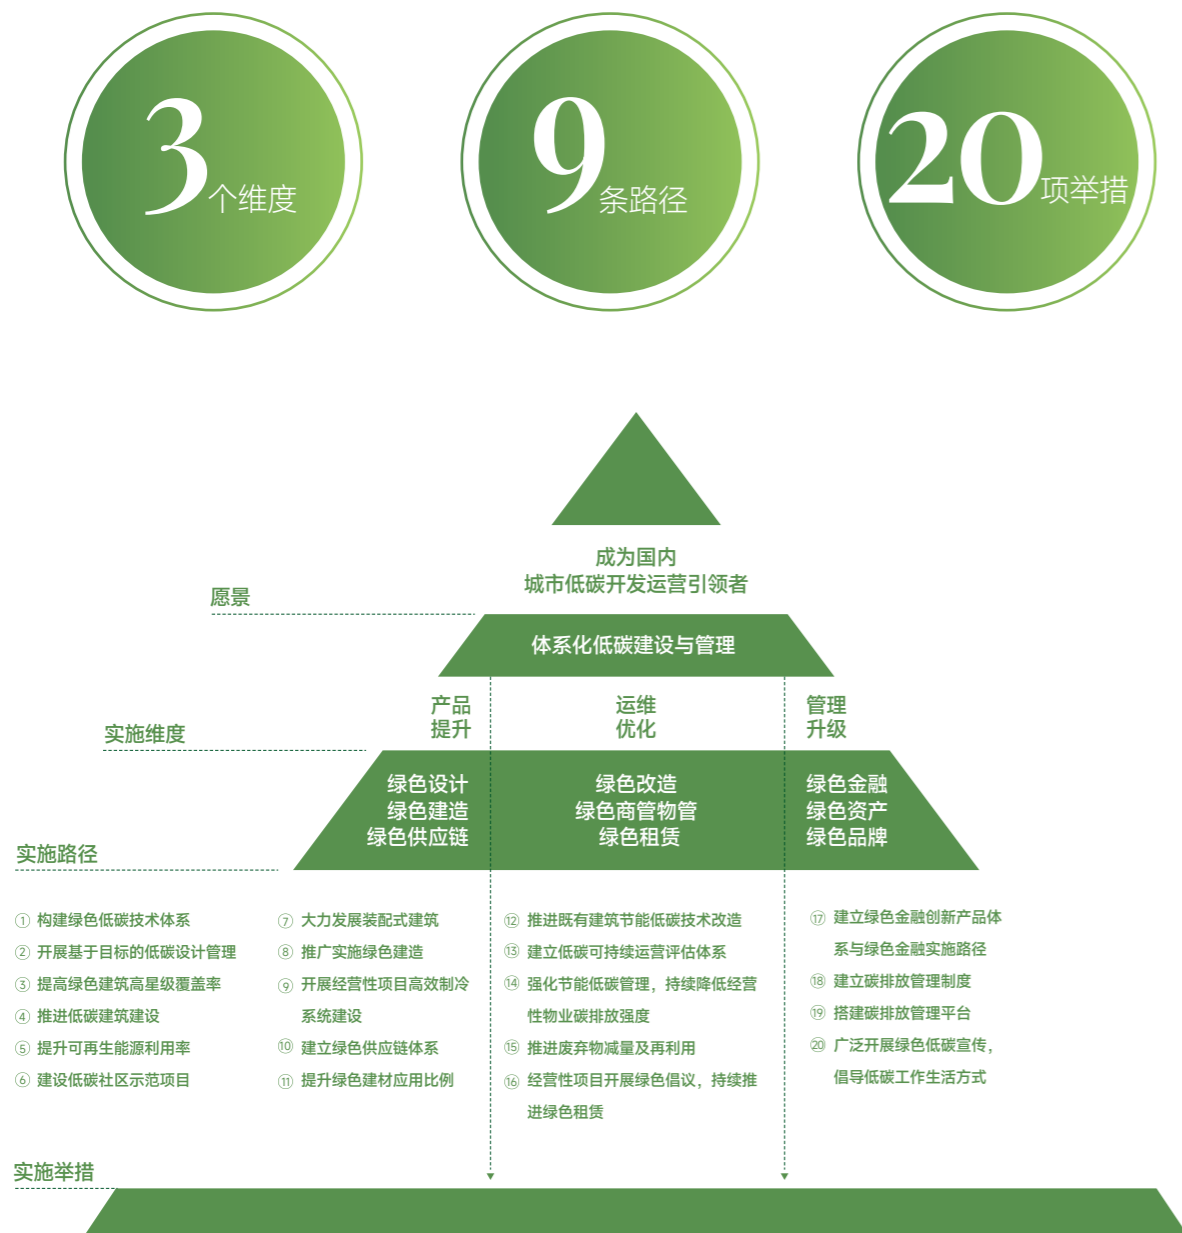 3个维度
9条路径
20项举措
成为国内
城市低碳开发运营引领者
愿景
体系化低碳建设与管理
产品
提升
运维
优化
管理
升级
实施维度
绿色设计
绿色建造
绿色供应链
绿色改造
绿色商管物管
绿色租赁
绿色金融
绿色资产
绿色品牌
实施路径
① 构建绿色低碳技术体系
② 开展基于目标的低碳设计管理
③ 提高绿色建筑高星级覆盖率
④ 推进低碳建筑建设
⑤ 提升可再生能源利用率
⑥ 建设低碳社区示范项目
⑦ 大力发展装配式建筑
⑧ 推广实施绿色建造
⑨ 开展经营性项目高效制冷
系统建设
⑩ 建立绿色供应链体系
⑪ 提升绿色建材应用比例
⑫ 推进既有建筑节能低碳技术改造
⑬ 建立低碳可持续运营评估体系
⑭ 强化节能低碳管理，持续降低经营
性物业碳排放强度
⑮ 推进废弃物减量及再利用
⑯ 经营性项目开展绿色倡议，持续推
进绿色租赁
⑰ 建立绿色金融创新产品体
系与绿色金融实施路径
⑱ 建立碳排放管理制度
⑲ 搭建碳排放管理平台
⑳ 广泛开展绿色低碳宣传，
倡导低碳工作生活方式
实施举措